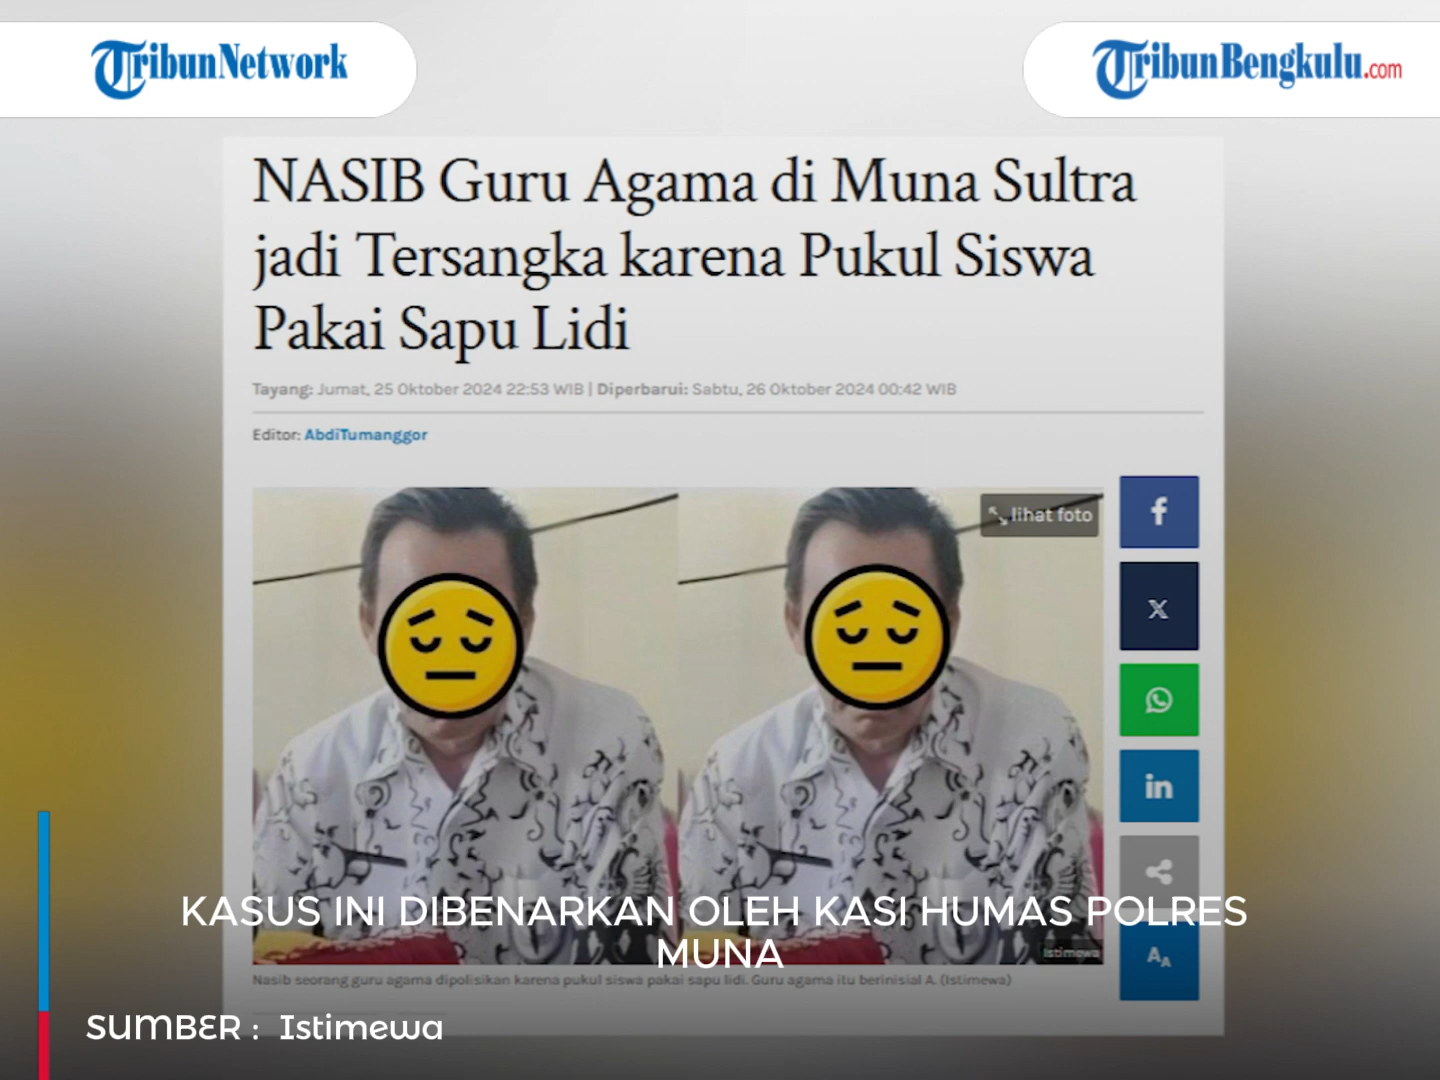 TribunNetwork
TribunBengkulu.com
NASIB Guru Agama di Muna Sultra
jadi Tersangka karena Pukul Siswa
Pakai Sapu Lidi
Tayang: Jumat, 25 Oktober 2024 22:53 WIB | Diperbarui: Sabtu, 26 Oktober 2024 00:42 WIB
Editor: AbdiTumanggor
lihat foto
f
X
in
KASUS INI DIBENARKAN OLEH KASI HUMAS POLRES
MUNA
Istimewa
AA
Nasib seorang guru agama dipolisikan karena pukul siswa pakai sapu lidi. Guru agama itu berinisial A. (Istimewa)
SUMBER : Istimewa